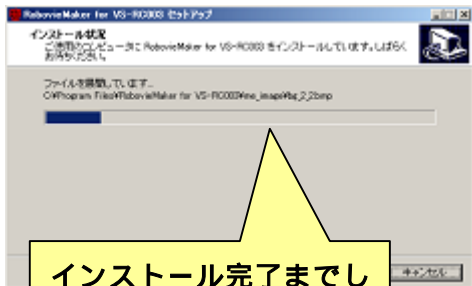 RobovieMaker for VS-RC003 セットアップ
インストール状況
ご使用のコンピュータに RobovieMaker for VS-RC003 をインストールしています。しばらく
お待ちください。
ファイルを展開しています...
C:¥Program Files¥RobovieMaker for VS-RC003¥me_image¥bg_2_2.bmp
インストール完了までし
キャンセル